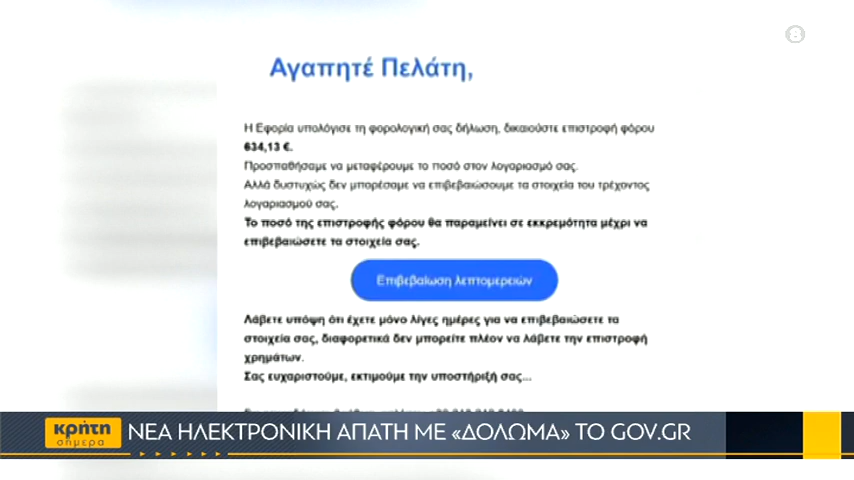 Αγαπητέ Πελάτη,
Η Εφορία υπολόγισε τη φορολογική σας δήλωση, δικαιούστε επιστροφή φόρου
634,13 €.
Προσπαθήσαμε να μεταφέρουμε το ποσό στον λογαριασμό σας.
Αλλά δυστυχώς δεν μπορέσαμε να επιβεβαιώσουμε τα στοιχεία του τρέχοντος
λογαριασμού σας.
Το ποσό της επιστροφής φόρου θα παραμείνει σε εκκρεμότητα μέχρι να
επιβεβαιώσετε τα στοιχεία σας.
Επιβεβαίωση λεπτομερειών
Λάβετε υπόψη ότι έχετε μόνο λίγες ημέρες για να επιβεβαιώσετε τα
στοιχεία σας, διαφορετικά δεν μπορείτε πλέον να λάβετε την επιστροφή
χρημάτων.
Σας ευχαριστούμε, εκτιμούμε την υποστήριξή σας...
κρήτη
σήμερα
ΝΕΑ ΗΛΕΚΤΡΟΝΙΚΗ ΑΠΑΤΗ ΜΕ «ΔΟΛΩΜΑ» ΤΟ GOV.GR